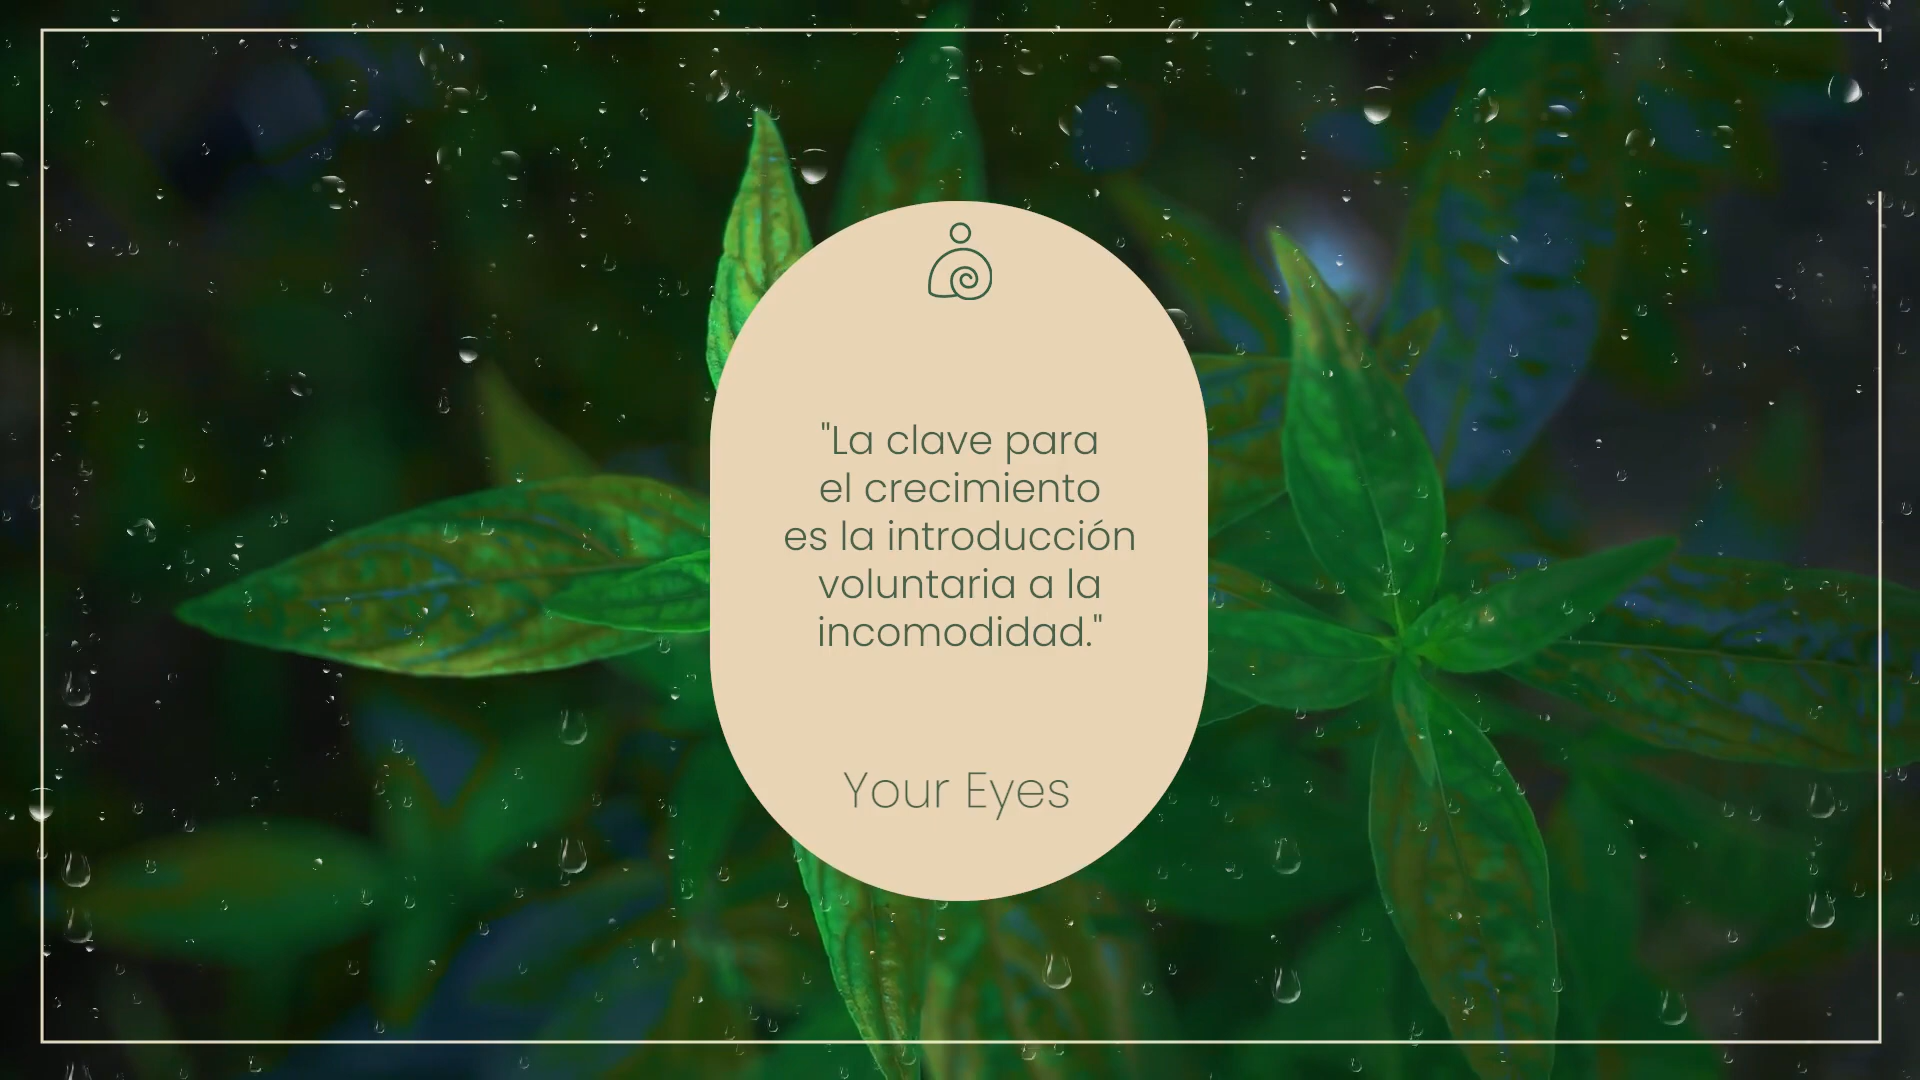 "La clave para
el crecimiento
es la introducción
voluntaria a la
incomodidad."
Your Eyes